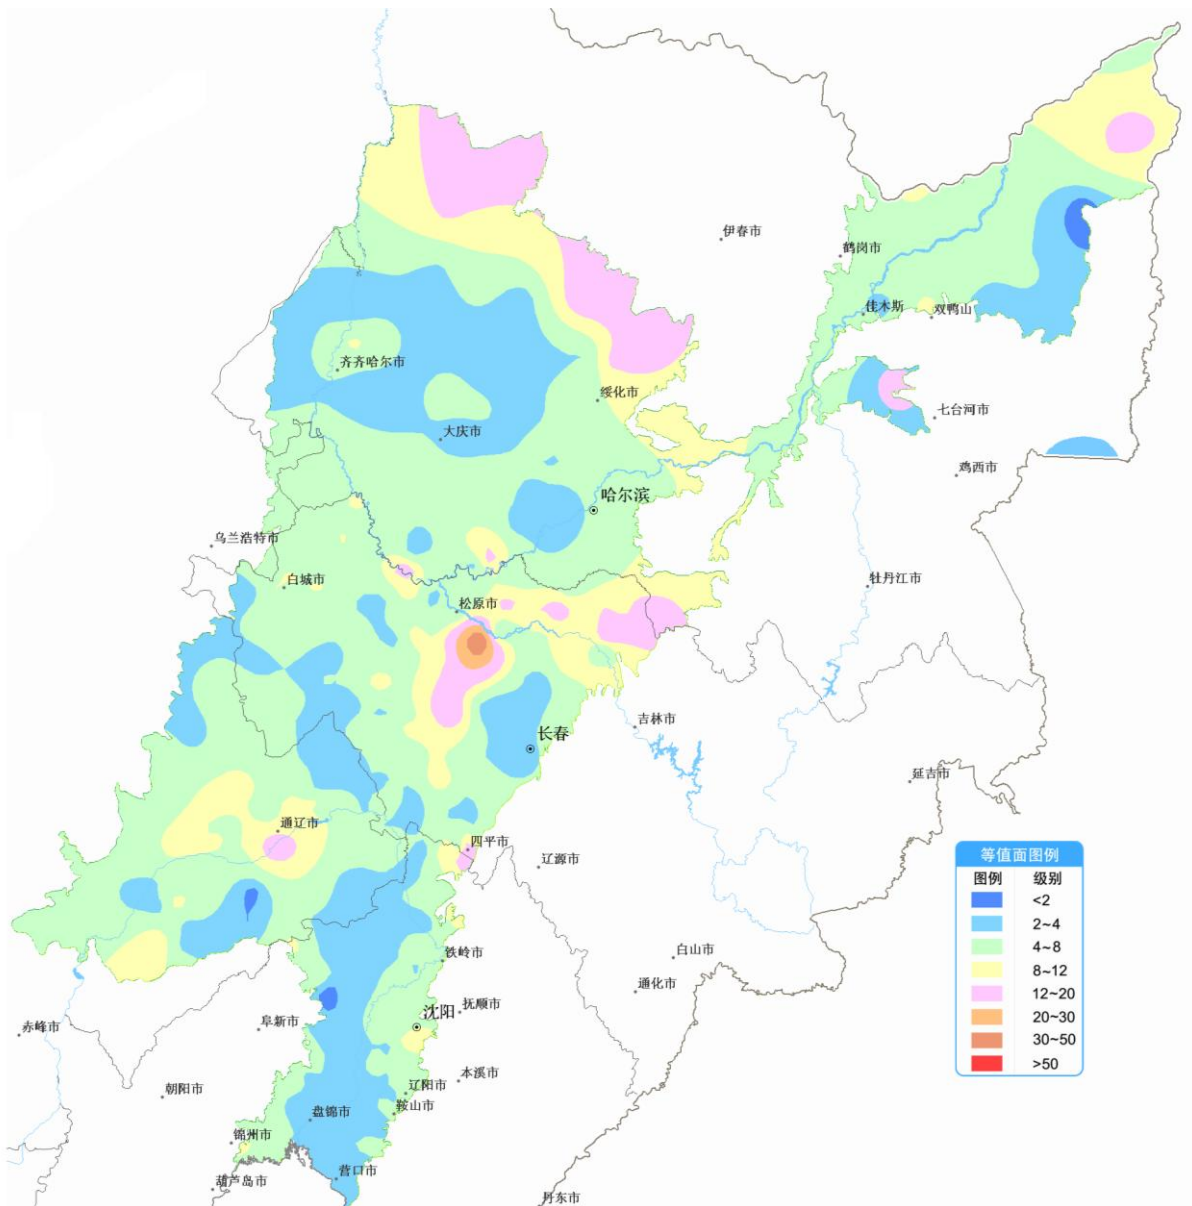 伊春市
鹤岗市
佳木斯
双鸭山
齐齐哈尔市
绥化市
七台河市
大庆市
鸡西市
哈尔滨
乌兰浩特市
白城市
牡丹江市
松原市
吉林市
长春
延吉市
通辽市
四平市
辽源市
等值面图例
图例 级别
<2
2~4
4~8
8~12
12~20
20~30
30~50
>50
铁岭市
白山市
通化市
沈阳
抚顺市
阜新市
赤峰市
本溪市
朝阳市
辽阳市
鞍山市
盘锦市
锦州市
营口市
葫芦岛市
丹东市